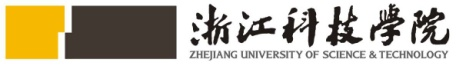 浙江科技學院
ZHEJIANG UNIVERSITY OF SCIENCE & TECHNOLOGY